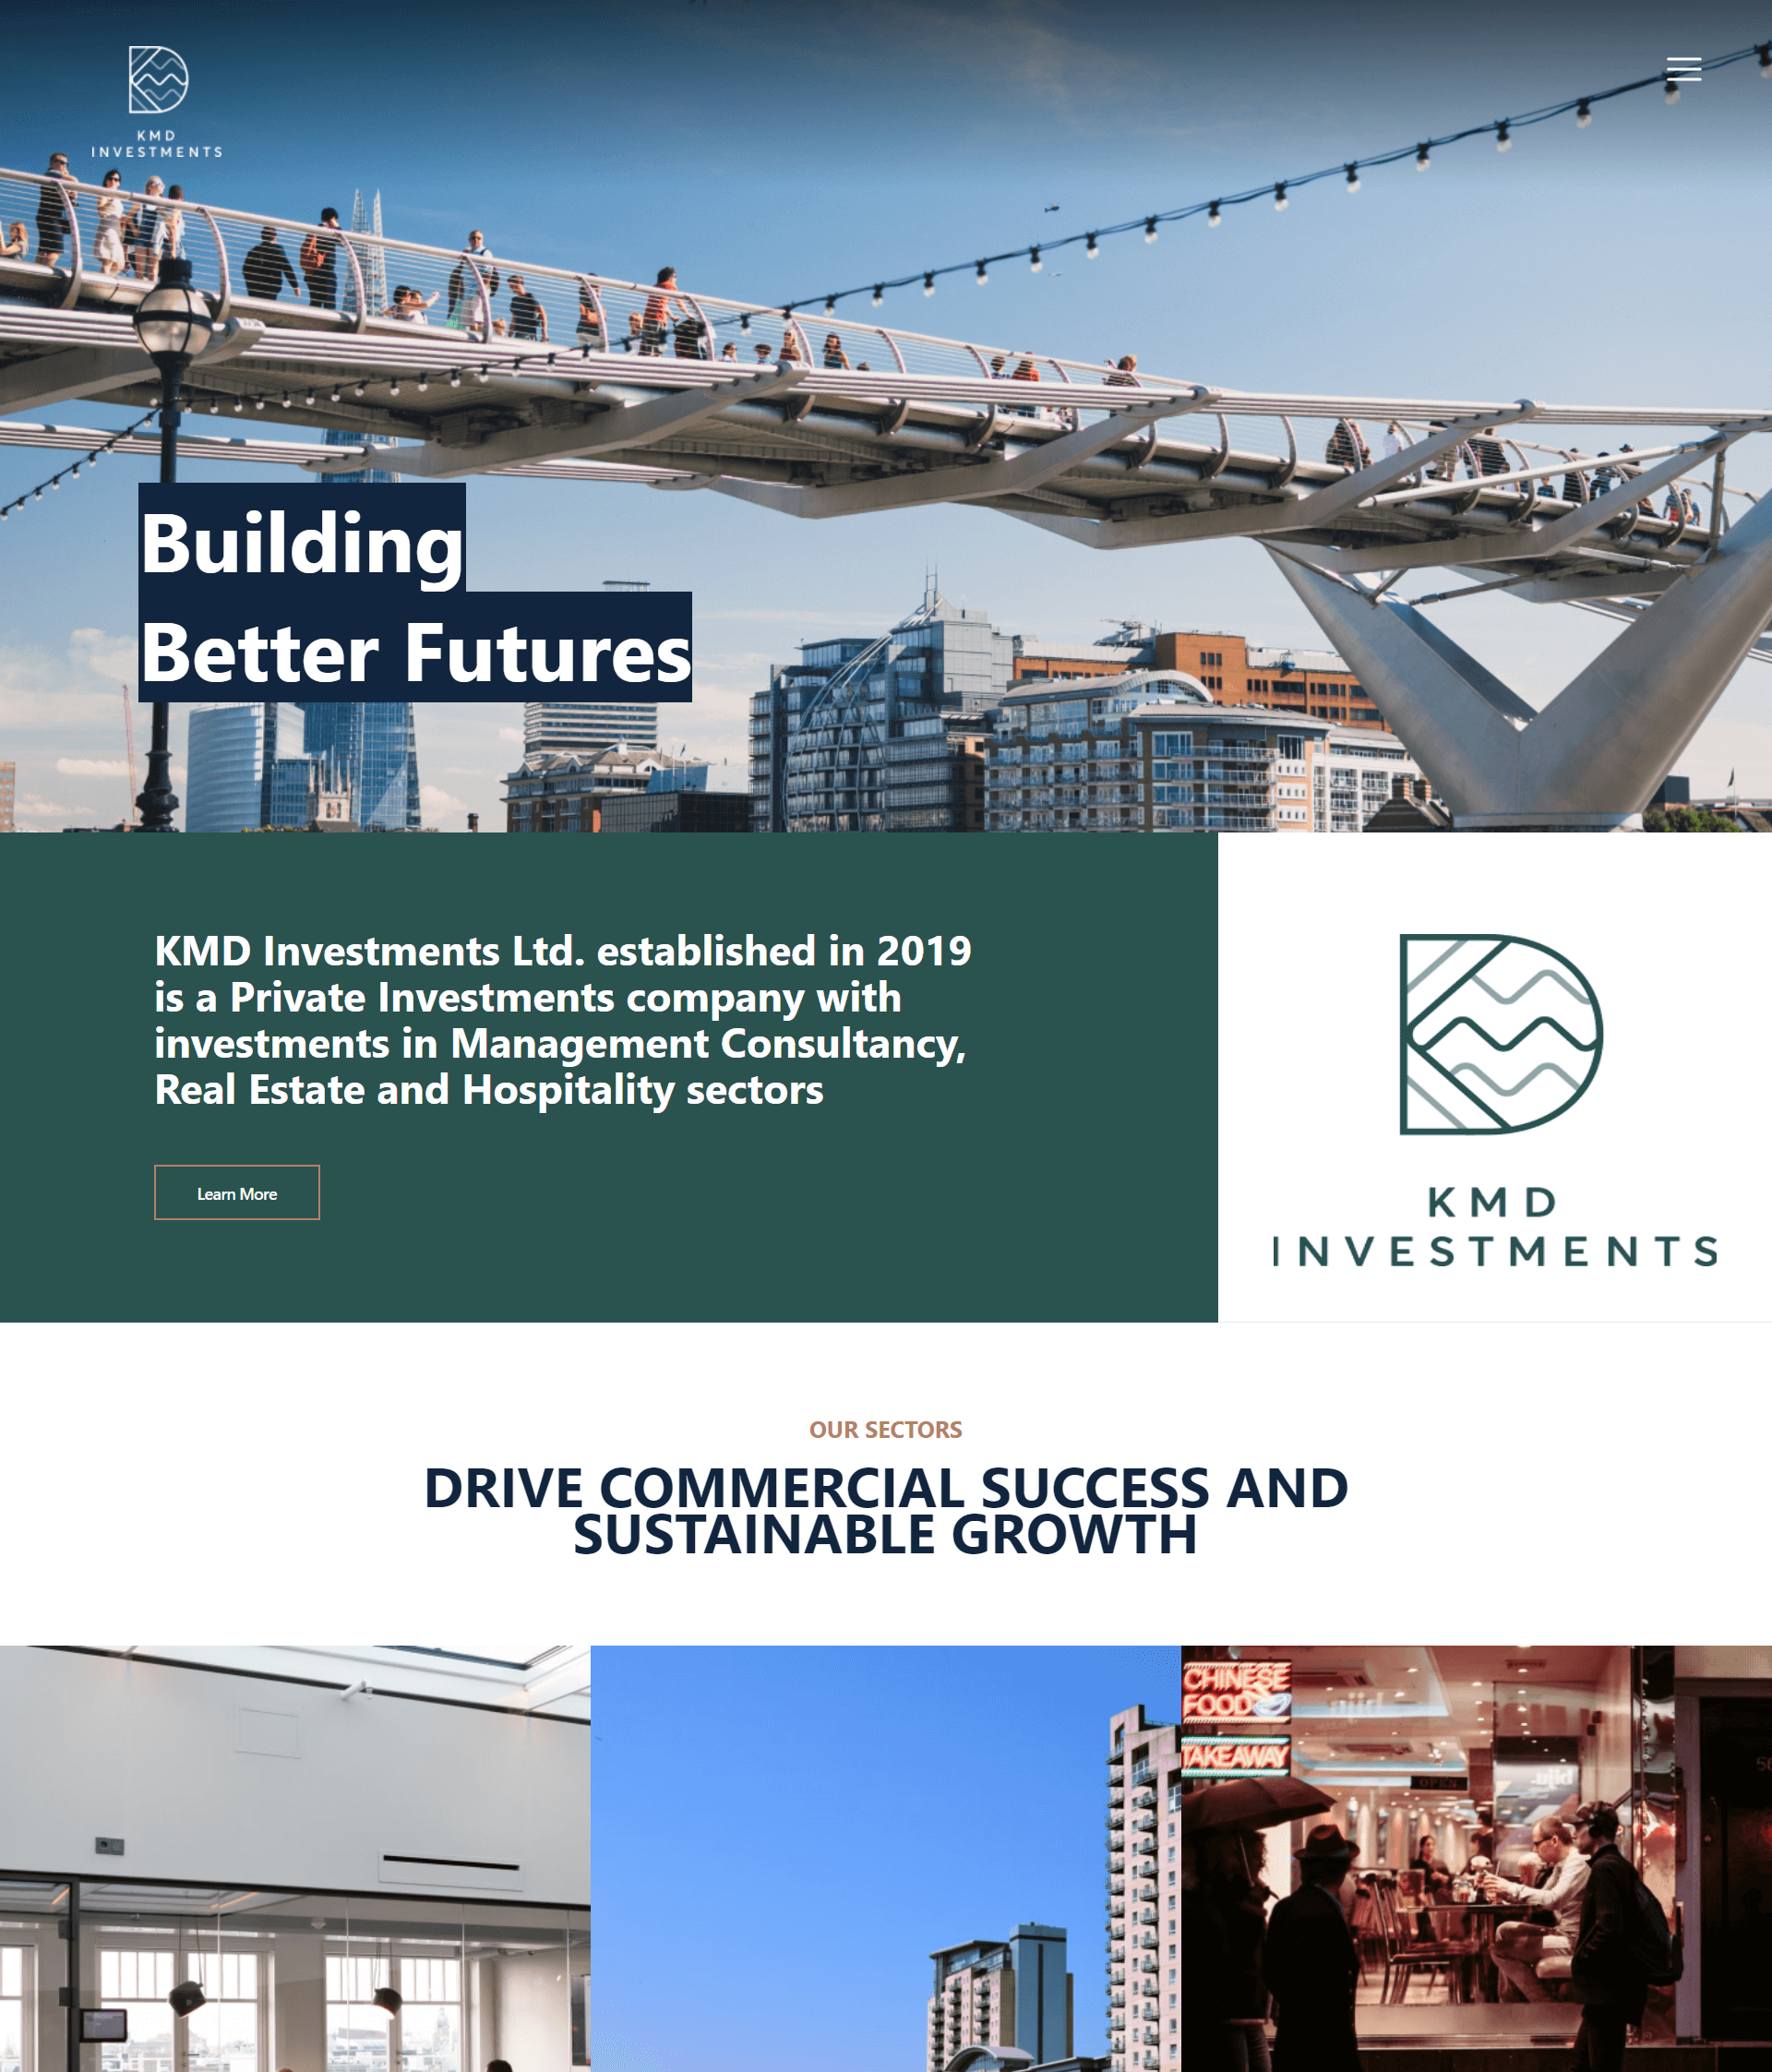 KMD
INVESTMENTS
Building
Better Futures
KMD Investments Ltd. established in 2019
is a Private Investments company with
investments in Management Consultancy,
Real Estate and Hospitality sectors
Learn More
KMD
INVESTMENTS
OUR SECTORS
DRIVE COMMERCIAL SUCCESS AND
SUSTAINABLE GROWTH
CHINESE
FOOD
TAKEAWAY
OPEN